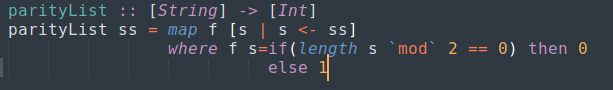 parityList :: [String] -> [Int]
parityList ss = map f [s | s <- ss]
where f s=if(length s `mod` 2 == 0) then 0
else 1